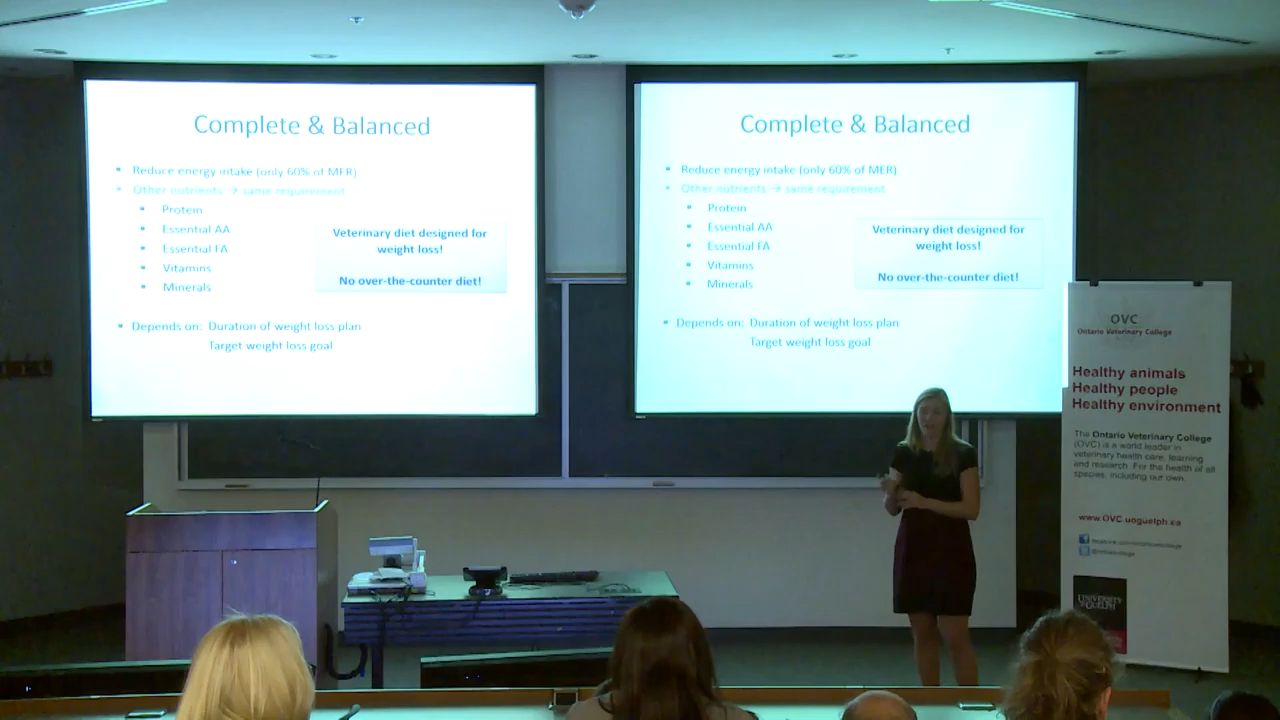 Complete & Balanced
Reduce energy intake (only 60% of MER)
Other nutrients → same requirement
Protein
Essential AA
Essential FA
Vitamins
Minerals
Veterinary diet designed for
weight loss!
No over-the-counter diet!
Depends on: Duration of weight loss plan
Target weight loss goal
Complete & Balanced
Reduce energy intake (only 60% of MER)
Other nutrients → same requirement
Protein
Essential AA
Essential FA
Vitamins
Minerals
Veterinary diet designed for
weight loss!
No over-the-counter diet!
Depends on: Duration of weight loss plan
Target weight loss goal
OVC
Ontario Veterinary College
Healthy animals
Healthy people
Healthy environment
The Ontario Veterinary College
(OVC) is a world leader in
veterinary health care, learning
and research. For the health of all
species, including our own.
www.OVC.uoguelph.ca
UNIVERSITY
of GUELPH